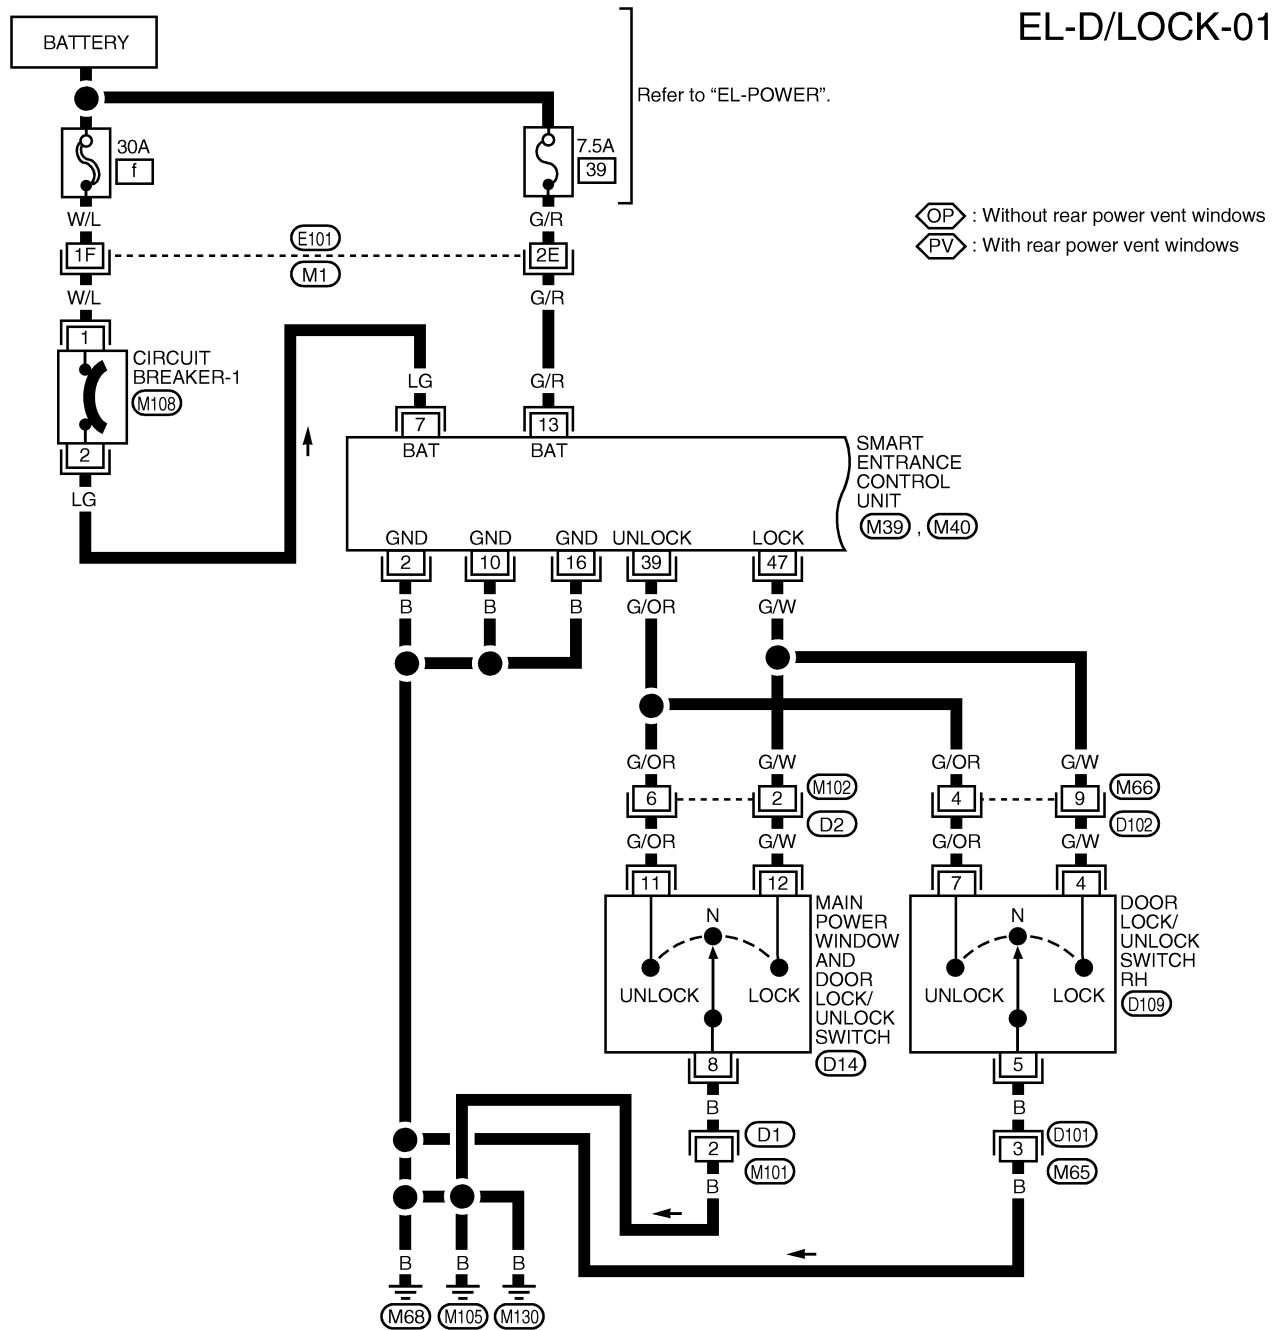 EL-D/LOCK-01
BATTERY
Refer to “EL-POWER”.
30A
f
7.5A
39
OP : Without rear power vent windows
PV : With rear power vent windows
W/L
G/R
1F
E101
M1
2E
W/L
G/R
1
CIRCUIT
BREAKER-1
M108
2
LG
LG
G/R
7
13
BAT
BAT
SMART
ENTRANCE
CONTROL
UNIT
M39 , M40
GND
GND
GND
UNLOCK
LOCK
2
10
16
39
47
B
B
B
G/OR
G/W
G/OR
G/W
G/OR
G/W
6
2
M102
D2
4
9
M66
D102
G/OR
G/W
G/OR
G/W
11
12
7
4
N
UNLOCK
LOCK
MAIN
POWER
WINDOW
AND
DOOR
LOCK/
UNLOCK
SWITCH
D14
N
UNLOCK
LOCK
DOOR
LOCK/
UNLOCK
SWITCH
RH
D109
8
5
B
B
2
D1
M101
3
D101
M65
B
B
B
B
B
M68
M105
M130